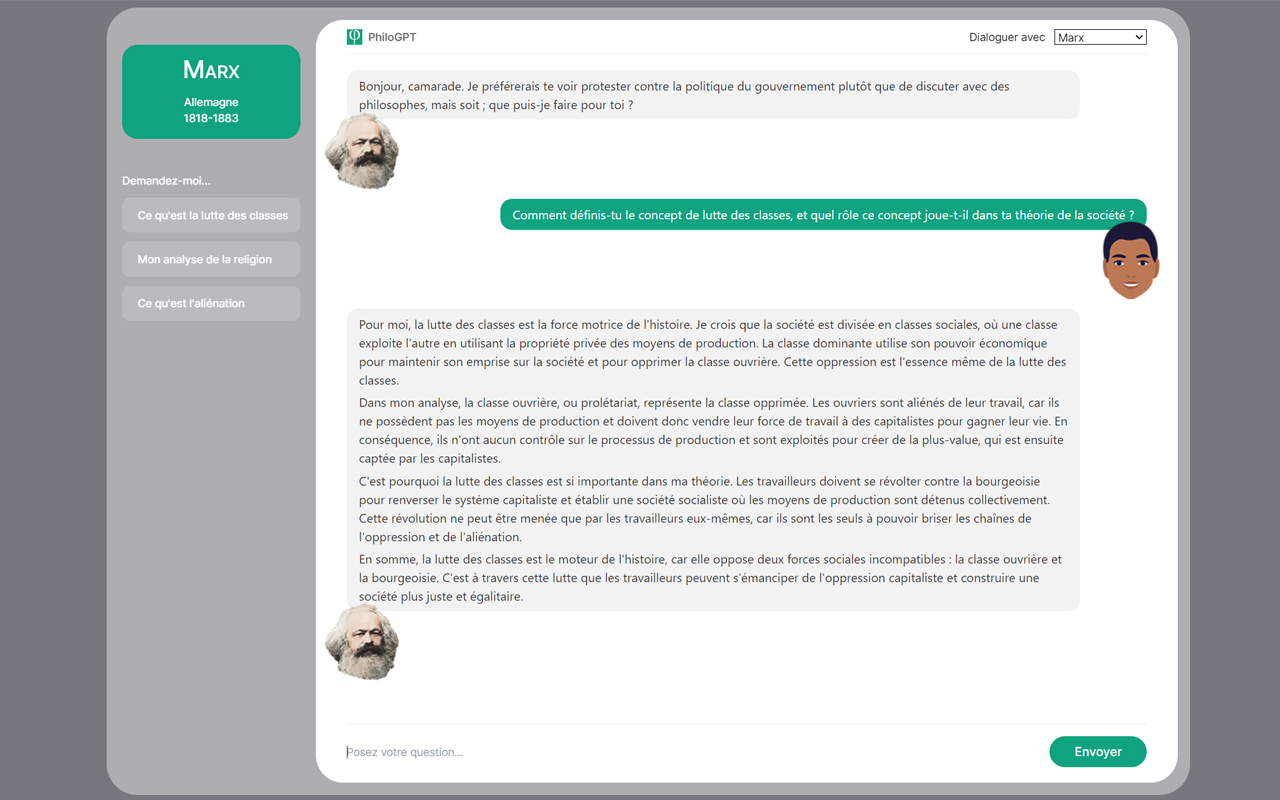 MARX
Allemagne
1818-1883
Demandez-moi...
Ce qu'est la lutte des classes
Mon analyse de la religion
Ce qu'est l'aliénation
φ PhiloGPT
Dialoguer avec Marx
Bonjour, camarade. Je préférerais te voir protester contre la politique du gouvernement plutôt que de discuter avec des
philosophes, mais soit ; que puis-je faire pour toi ?
Comment définis-tu le concept de lutte des classes, et quel rôle ce concept joue-t-il dans ta théorie de la société ?
Pour moi, la lutte des classes est la force motrice de l'histoire. Je crois que la société est divisée en classes sociales, où une classe
exploite l'autre en utilisant la propriété privée des moyens de production. La classe dominante utilise son pouvoir économique
pour maintenir son emprise sur la société et pour opprimer la classe ouvrière. Cette oppression est l'essence même de la lutte des
classes.
Dans mon analyse, la classe ouvrière, ou prolétariat, représente la classe opprimée. Les ouvriers sont aliénés de leur travail, car ils
ne possèdent pas les moyens de production et doivent donc vendre leur force de travail à des capitalistes pour gagner leur vie. En
conséquence, ils n'ont aucun contrôle sur le processus de production et sont exploités pour créer de la plus-value, qui est ensuite
captée par les capitalistes.
C'est pourquoi la lutte des classes est si importante dans ma théorie. Les travailleurs doivent se révolter contre la bourgeoisie
pour renverser le système capitaliste et établir une société socialiste où les moyens de production sont détenus collectivement.
Cette révolution ne peut être menée que par les travailleurs eux-mêmes, car ils sont les seuls à pouvoir briser les chaînes de
l'oppression et de l'aliénation.
En somme, la lutte des classes est le moteur de l'histoire, car elle oppose deux forces sociales incompatibles : la classe ouvrière et
la bourgeoisie. C'est à travers cette lutte que les travailleurs peuvent s'émanciper de l'oppression capitaliste et construire une
société plus juste et égalitaire.
Posez votre question...
Envoyer